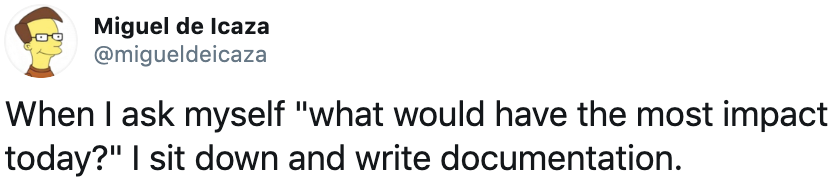 Miguel de Icaza
@migueldeicaza
When I ask myself "what would have the most impact
today?" I sit down and write documentation.